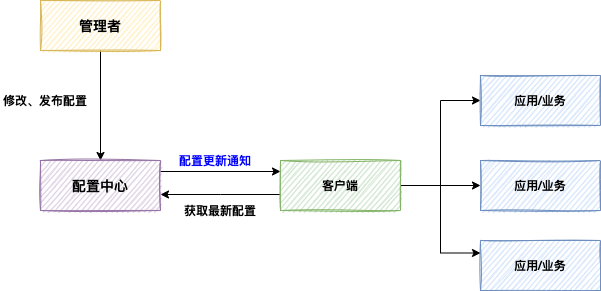 管理者
修改、发布配置
应用/业务
配置更新通知
配置中心
客户端
应用/业务
获取最新配置
应用/业务